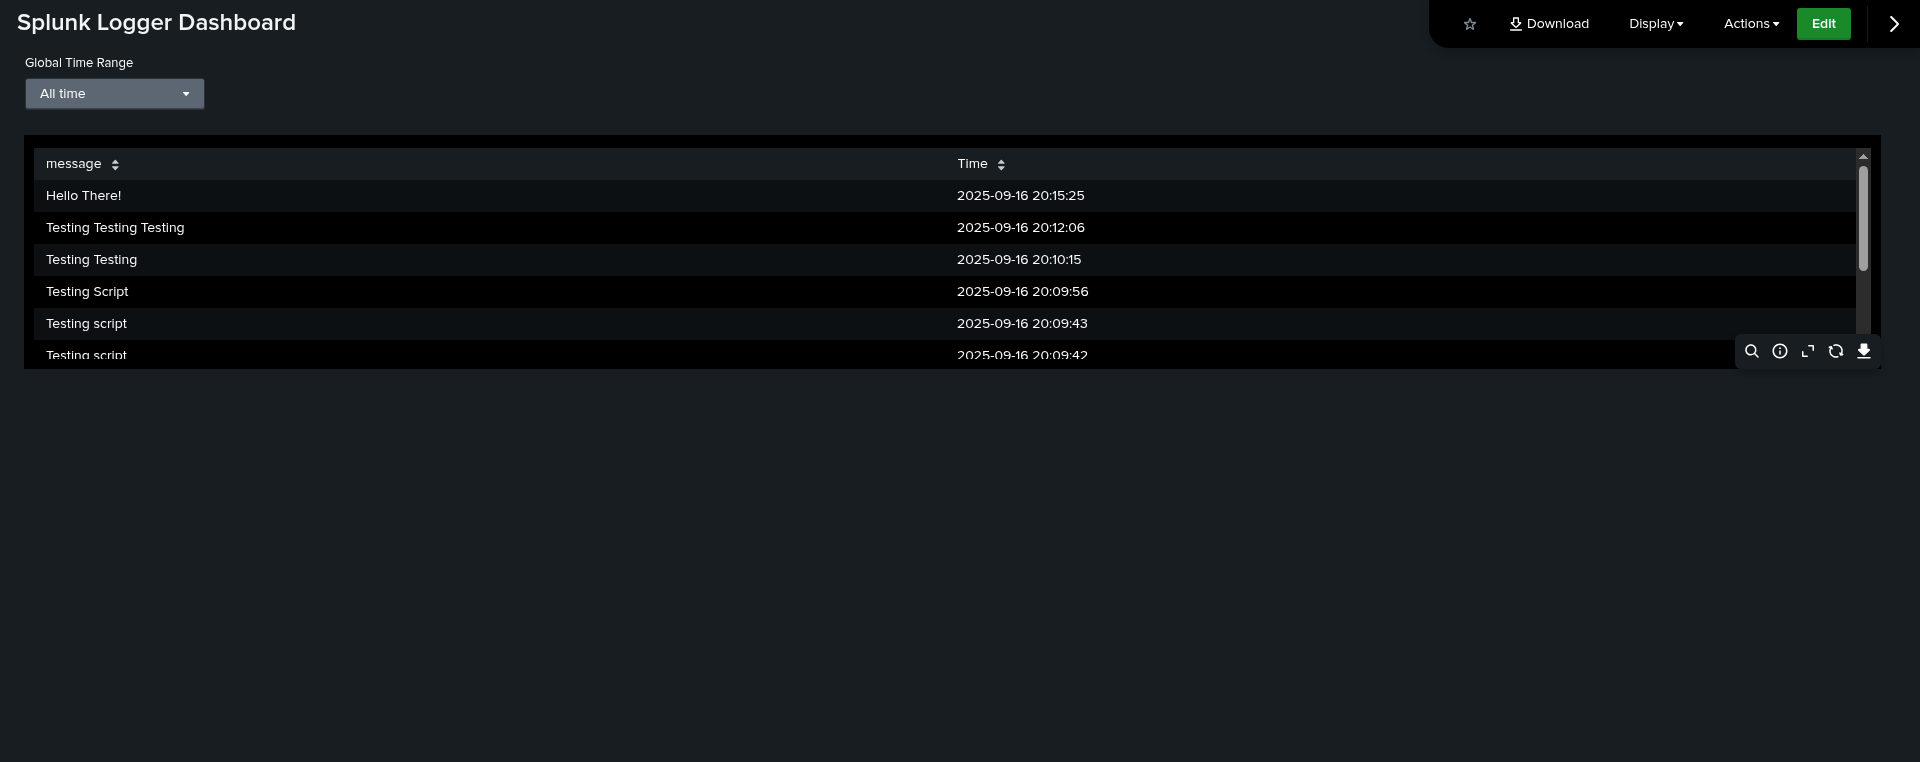 Splunk Logger Dashboard
Download Display Actions Edit
Global Time Range
All time
message Time
Hello There! 2025-09-16 20:15:25
Testing Testing Testing 2025-09-16 20:12:06
Testing Testing 2025-09-16 20:10:15
Testing Script 2025-09-16 20:09:56
Testing script 2025-09-16 20:09:43
Testing script 2025-09-16 20:09:42